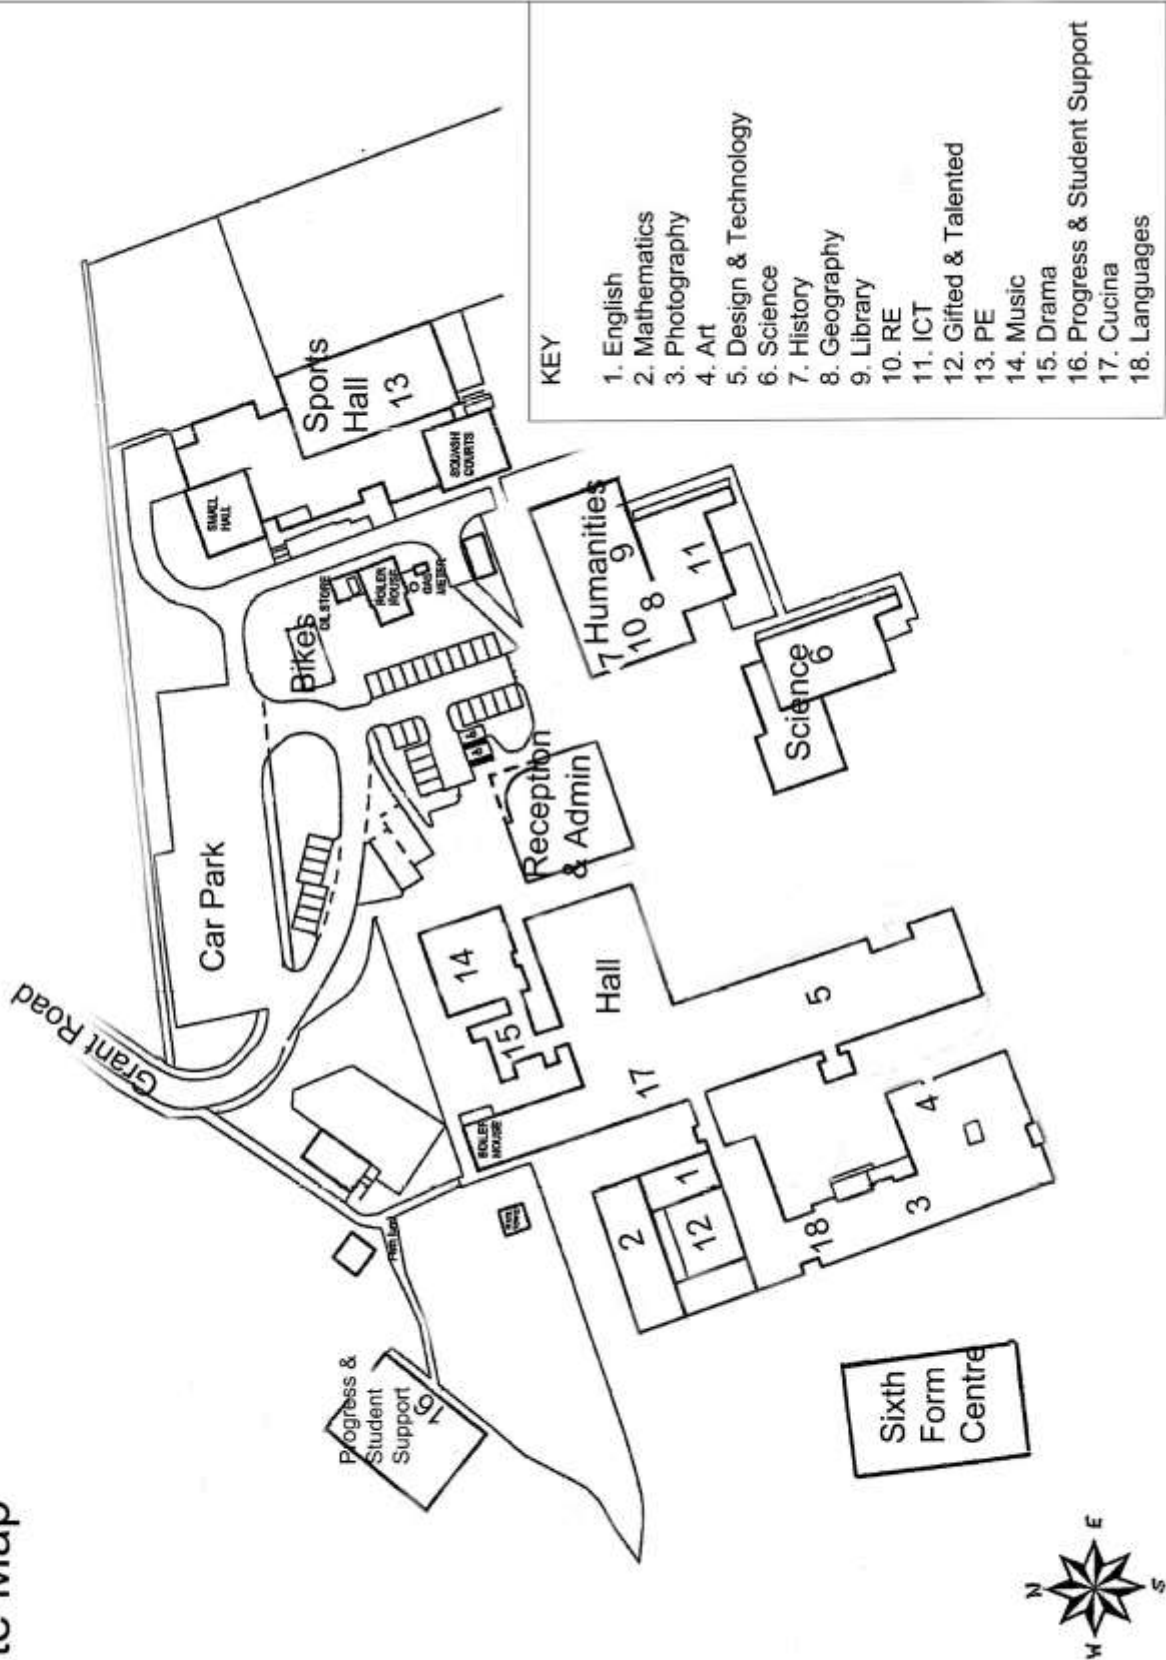 Grant Road
Car Park
Bikes
OIL STORE
BOILER
HOUSE
GAS
METER
SMALL
HALL
Sports
Hall
13
SQUASH
COURTS
Humanities
7
10
8
9
11
Science
6
Reception
& Admin
14
15
Hall
17
BOILER
HOUSE
5
2
1
12
18
3
4
Progress &
Student
Support
16
Sixth
Form
Centre
N
E
S
W
KEY
1. English
2. Mathematics
3. Photography
4. Art
5. Design & Technology
6. Science
7. History
8. Geography
9. Library
10. RE
11. ICT
12. Gifted & Talented
13. PE
14. Music
15. Drama
16. Progress & Student Support
17. Cucina
18. Languages